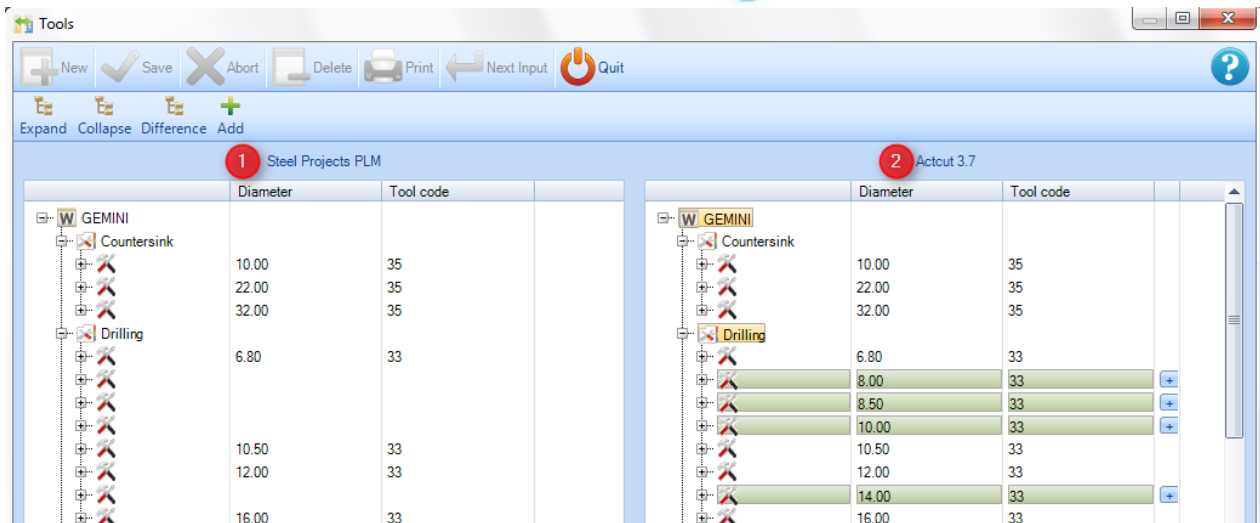 Tools
New Save Abort Delete Print Next Input Quit ?
Expand Collapse Difference Add
1 Steel Projects PLM 2 Actcut 3.7
Diameter Tool code Diameter Tool code
W GEMINI W GEMINI
Countersink Countersink
10.00 35 10.00 35
22.00 35 22.00 35
32.00 35 32.00 35
Drilling Drilling
6.80 33 6.80 33
8.00 33
8.50 33
10.00 33
10.50 33 10.50 33
12.00 33 12.00 33
14.00 33
16.00 33 16.00 33